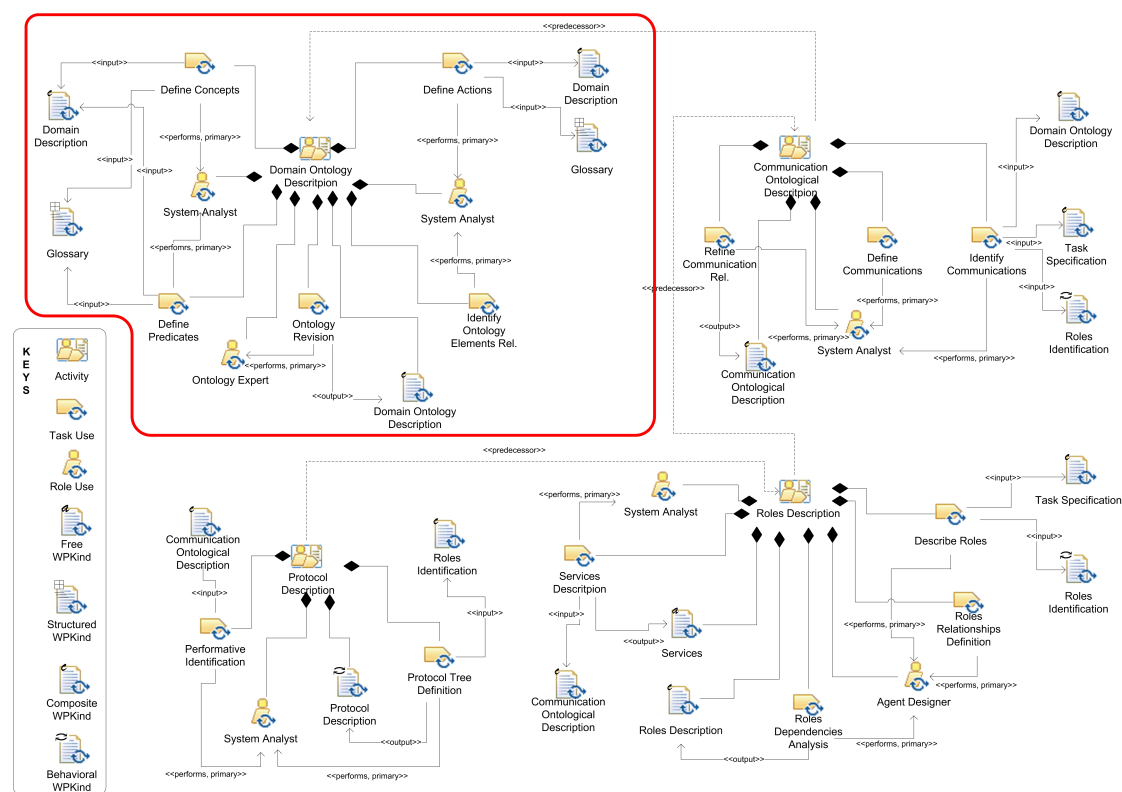 <<predecessor>>
<<input>>
Define Concepts
Define Actions
<<input>>
Domain
Description
<<input>>
Domain
Description
<<performs, primary>>
<<performs, primary>>
<<input>>
<<input>>
Domain Ontology
Descritpion
Glossary
System Analyst
System Analyst
Glossary
<<performrs, primary>>
<<performs, primary>>
<<input>>
Define
Predicates
Ontology
Revision
Identify
Ontology
Elements Rel.
<<performs, primary>>
Ontology Expert
<<output>>
Domain Ontology
Description
Communication
Ontological
Descritpion
Domain Ontology
Description
<<input>>
Refine
Communication
Rel.
Define
Communications
Identify
Communications
<<input>>
Task
Specification
<<predecessor>>
<<input>>
<<performs, primary>>
<<output>>
<<performs, primary>>
System Analyst
<<performs, primary>>
Roles
Identification
Communication
Ontological
Description
K
E
Y
S
Activity
Task Use
Role Use
Free
WPKind
Structured
WPKind
Composite
WPKind
Behavioral
WPKind
<<predecessor>>
Communication
Ontological
Description
<<input>>
Roles
Identification
Protocol
Description
<<input>>
Performative
Identification
Protocol Tree
Definition
Protocol
Description
System Analyst
<<output>>
<<performs, primary>>
<<performs, primary>>
<<performs, primary>>
System Analyst
Roles Description
<<input>>
Task Specification
Describe Roles
<<input>>
Services
Descritpion
<<input>>
Roles
Identification
<<output>>
Services
Roles
Relationships
Definition
<<performs, primary>>
<<performs, primary>>
Agent Designer
Communication
Ontological
Description
Roles Description
Roles
Dependencies
Analysis
<<performs, primary>>
<<output>>